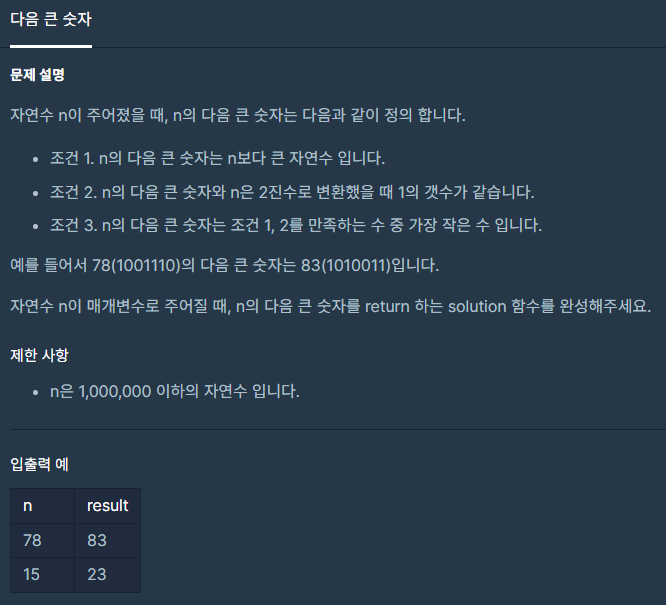 다음 큰 숫자
문제 설명
자연수 n이 주어졌을 때, n의 다음 큰 숫자는 다음과 같이 정의 합니다.
조건 1. n의 다음 큰 숫자는 n보다 큰 자연수 입니다.
조건 2. n의 다음 큰 숫자와 n은 2진수로 변환했을 때 1의 갯수가 같습니다.
조건 3. n의 다음 큰 숫자는 조건 1, 2를 만족하는 수 중 가장 작은 수 입니다.
예를 들어서 78(1001110)의 다음 큰 숫자는 83(1010011)입니다.
자연수 n이 매개변수로 주어질 때, n의 다음 큰 숫자를 return 하는 solution 함수를 완성해주세요.
제한 사항
n은 1,000,000 이하의 자연수 입니다.
입출력 예
n result
78 83
15 23